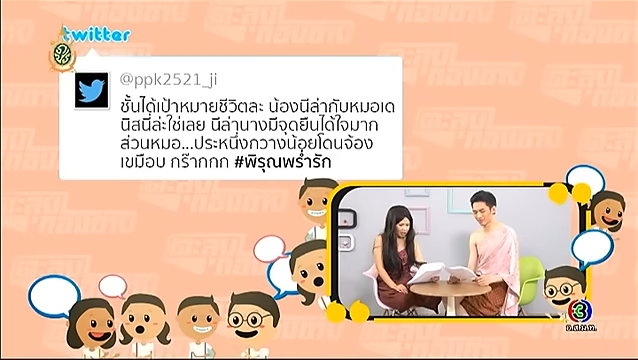 twitter
@ppk2521_ji
ชั้นได้เป้าหมายชีวิตละ น้องนีล่ากับหมอเด
นิสนี่ล่ะใช่เลย นีล่านางมีจุดยืนได้ใจมาก
ส่วนหมอ...ประหนึ่งกวางน้อยโดนจ้อง
เขมือบ กร๊ากกก #พิรุณพร่ำรัก
3
อ.ส.ม.ท.